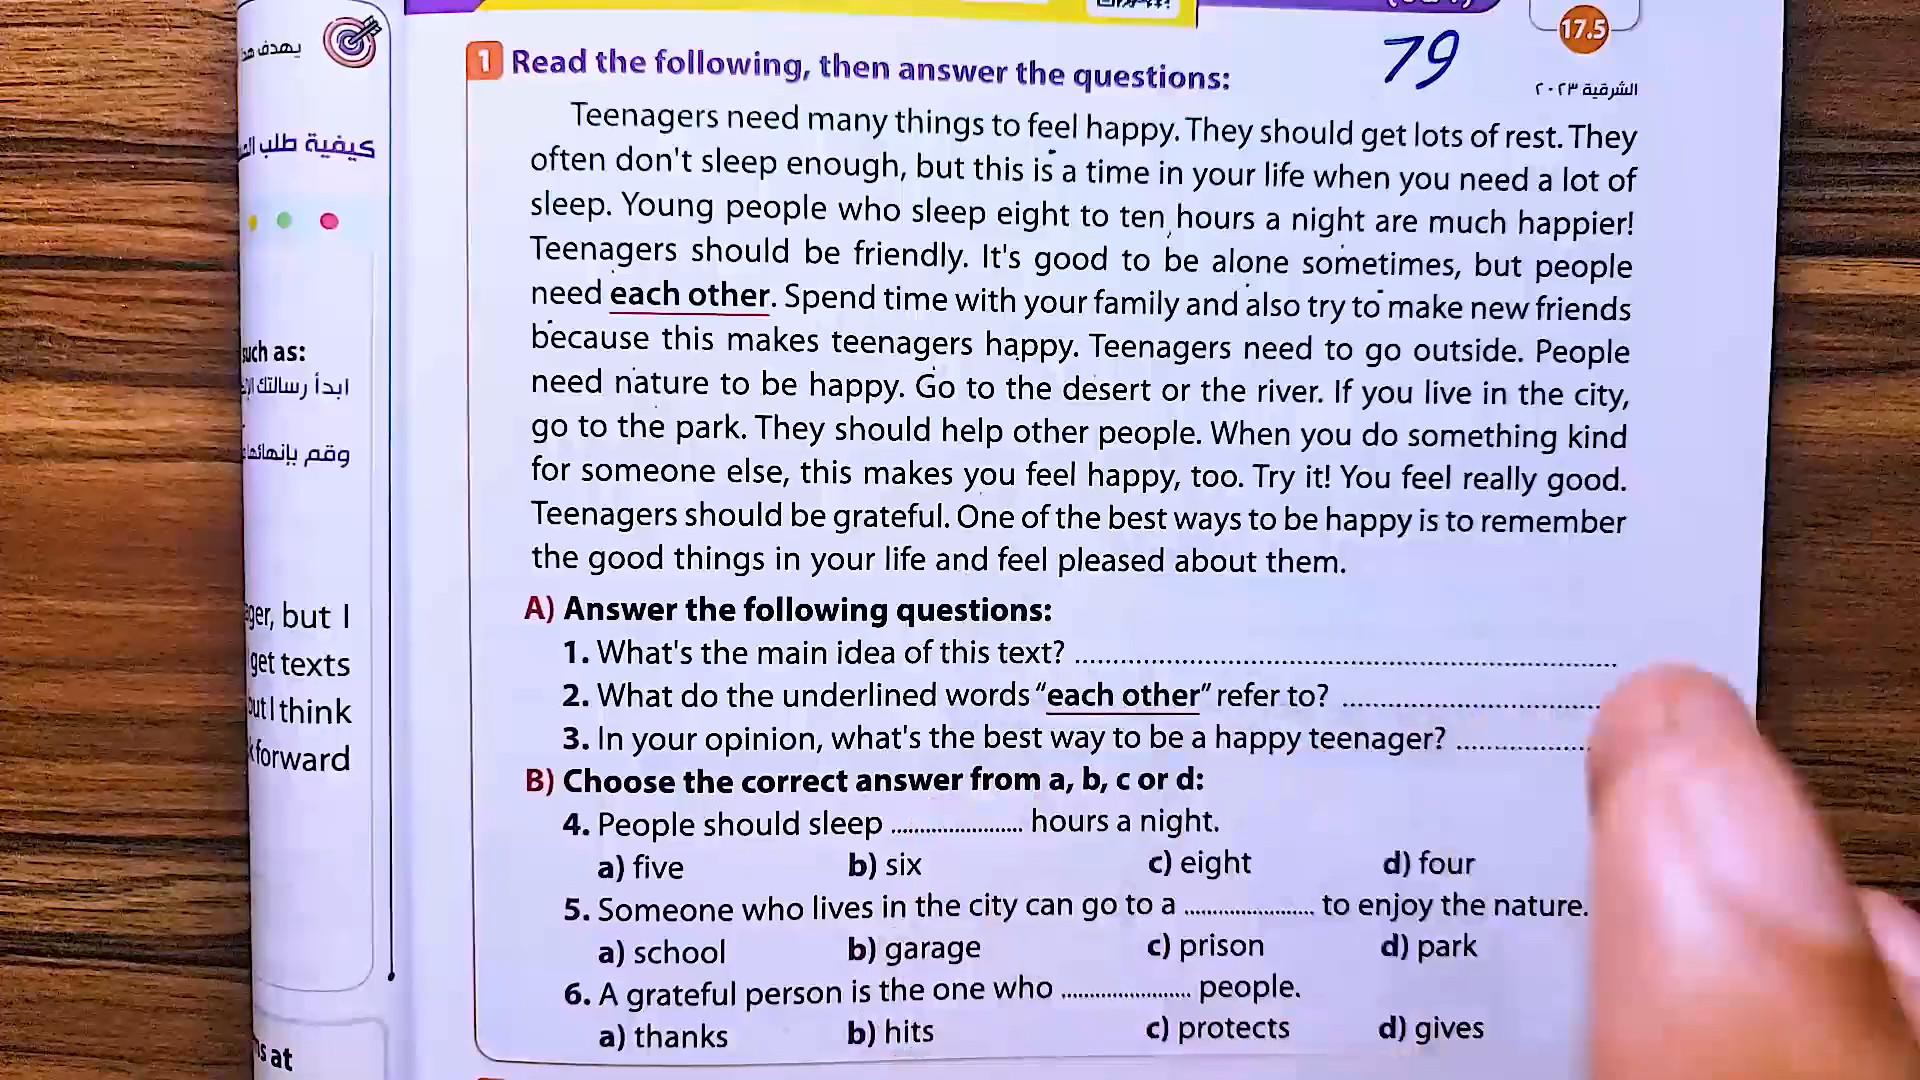 17.5
79
الشرقية ٢٠٢٣
1 Read the following, then answer the questions:
Teenagers need many things to feel happy. They should get lots of rest. They
often don't sleep enough, but this is a time in your life when you need a lot of
sleep. Young people who sleep eight to ten hours a night are much happier!
Teenagers should be friendly. It's good to be alone sometimes, but people
need each other. Spend time with your family and also try to make new friends
because this makes teenagers happy. Teenagers need to go outside. People
need nature to be happy. Go to the desert or the river. If you live in the city,
go to the park. They should help other people. When you do something kind
for someone else, this makes you feel happy, too. Try it! You feel really good.
Teenagers should be grateful. One of the best ways to be happy is to remember
the good things in your life and feel pleased about them.
A) Answer the following questions:
1. What's the main idea of this text? ........................
2. What do the underlined words "each other" refer to? ........................
3. In your opinion, what's the best way to be a happy teenager? ................
B) Choose the correct answer from a, b, c or d:
4. People should sleep ...................... hours a night.
a) five b) six c) eight d) four
5. Someone who lives in the city can go to a ...................... to enjoy the nature.
a) school b) garage c) prison d) park
6. A grateful person is the one who ...................... people.
a) thanks b) hits c) protects d) gives
يهدف
كيفية طلب
such as:
ابدأ رسالتك
وقم بإنهائها
but I
get texts
I think
forward
at